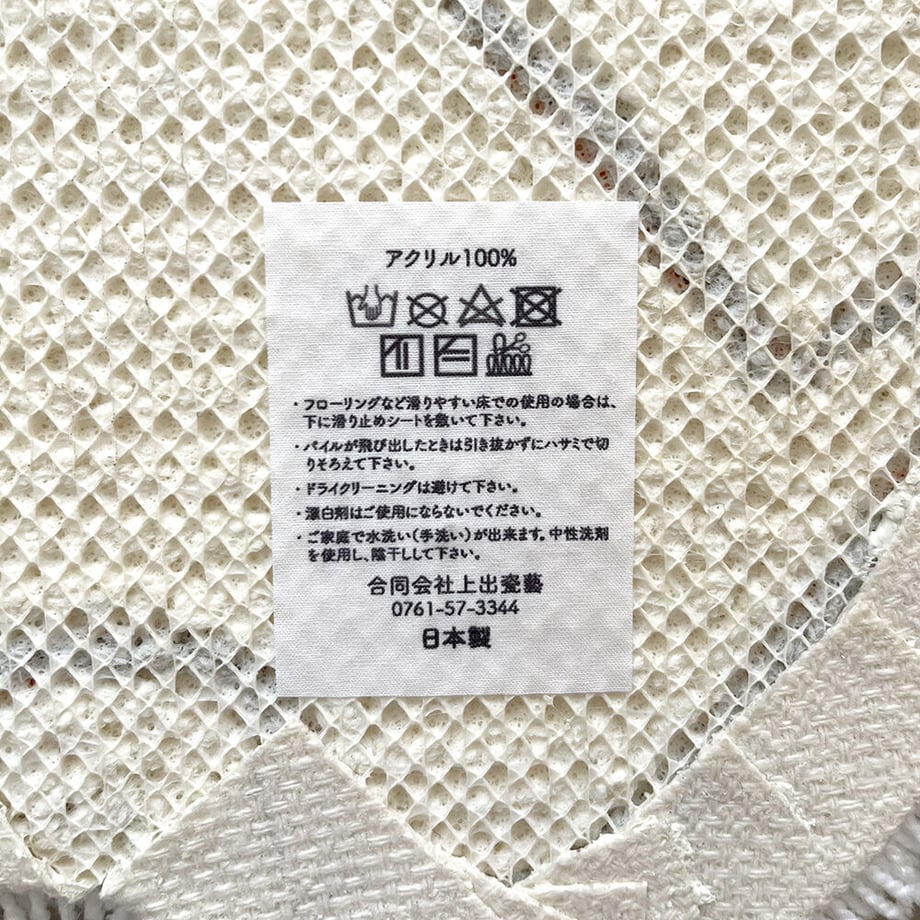 アクリル100%
・フローリングなど滑りやすい床での使用の場合は、
下に滑り止めシートを敷いて下さい。
・パイルが飛び出したときは引き抜かずにハサミで切
りそろえて下さい。
・ドライクリーニングは避けて下さい。
・漂白剤はご使用にならないでください。
・ご家庭で水洗い(手洗い)が出来ます。中性洗剤
を使用し、陰干しして下さい。
合同会社上出瓷藝
0761-57-3344
日本製